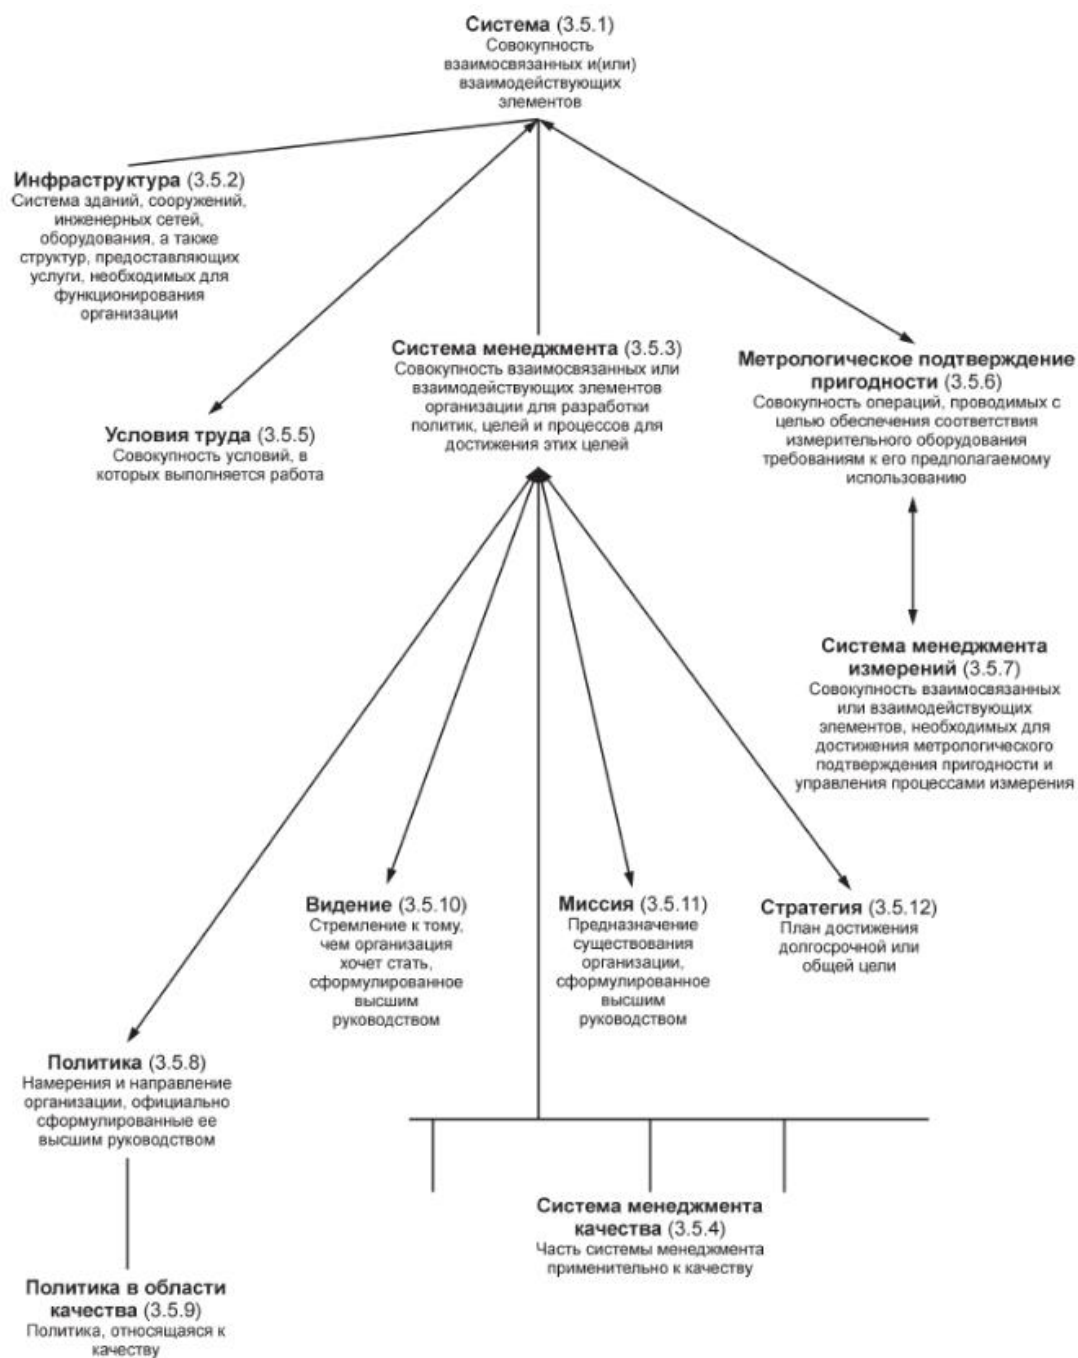 Система (3.5.1)
Совокупность
взаимосвязанных и(или)
взаимодействующих
элементов
Инфраструктура (3.5.2)
Система зданий, сооружений,
инженерных сетей,
оборудования, а также
структур, предоставляющих
услуги, необходимых для
функционирования
организации
Система менеджмента (3.5.3)
Совокупность взаимосвязанных или
взаимодействующих элементов
организации для разработки
политик, целей и процессов для
достижения этих целей
Метрологическое подтверждение
пригодности (3.5.6)
Совокупность операций, проводимых с
целью обеспечения соответствия
измерительного оборудования
требованиям к его предполагаемому
использованию
Условия труда (3.5.5)
Совокупность условий, в
которых выполняется работа
Система менеджмента
измерений (3.5.7)
Совокупность взаимосвязанных
или взаимодействующих
элементов, необходимых для
достижения метрологического
подтверждения пригодности и
управления процессами измерения
Видение (3.5.10)
Стремление к тому,
чем организация
хочет стать,
сформулированное
высшим
руководством
Миссия (3.5.11)
Предназначение
существования
организации,
сформулированное
высшим
руководством
Стратегия (3.5.12)
План достижения
долгосрочной или
общей цели
Политика (3.5.8)
Намерения и направление
организации, официально
сформулированные ее
высшим руководством
Система менеджмента
качества (3.5.4)
Часть системы менеджмента
применительно к качеству
Политика в области
качества (3.5.9)
Политика, относящаяся к
качеству